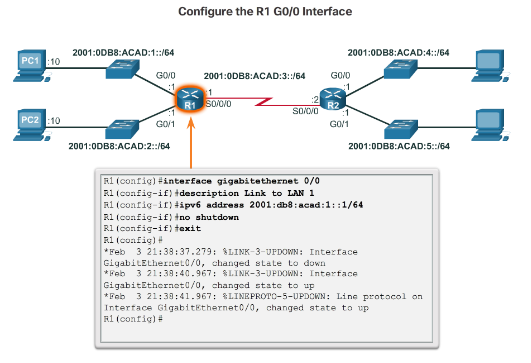 Configure the R1 G0/0 Interface
2001:0DB8:ACAD:1::/64
2001:0DB8:ACAD:4::/64
PC1
:10
G0/0
2001:0DB8:ACAD:3::/64
G0/0
:1
:1
:1
R1
S0/0/0
:2
R2
S0/0/0
PC2
:10
:1
G0/1
:1
G0/1
2001:0DB8:ACAD:2::/64
2001:0DB8:ACAD:5::/64
R1(config)#interface gigabitethernet 0/0
R1(config-if)#description Link to LAN 1
R1(config-if)#ipv6 address 2001:db8:acad:1::1/64
R1(config-if)#no shutdown
R1(config-if)#exit
R1(config)#
*Feb  3 21:38:37.279: %LINK-3-UPDOWN: Interface
GigabitEthernet0/0, changed state to down
*Feb  3 21:38:40.967: %LINK-3-UPDOWN: Interface
GigabitEthernet0/0, changed state to up
*Feb  3 21:38:41.967: %LINEPROTO-5-UPDOWN: Line protocol on
Interface GigabitEthernet0/0, changed state to up
R1(config)#